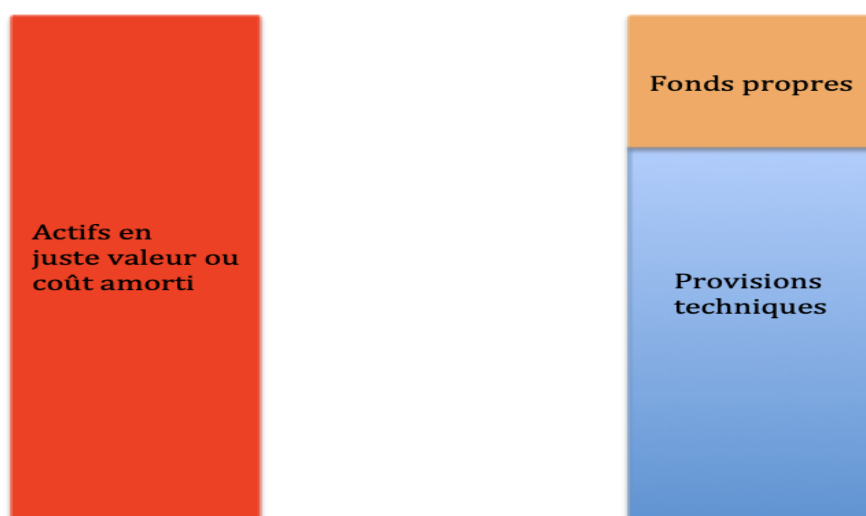 Actifs en
juste valeur ou
coût amorti
Fonds propres
Provisions
techniques